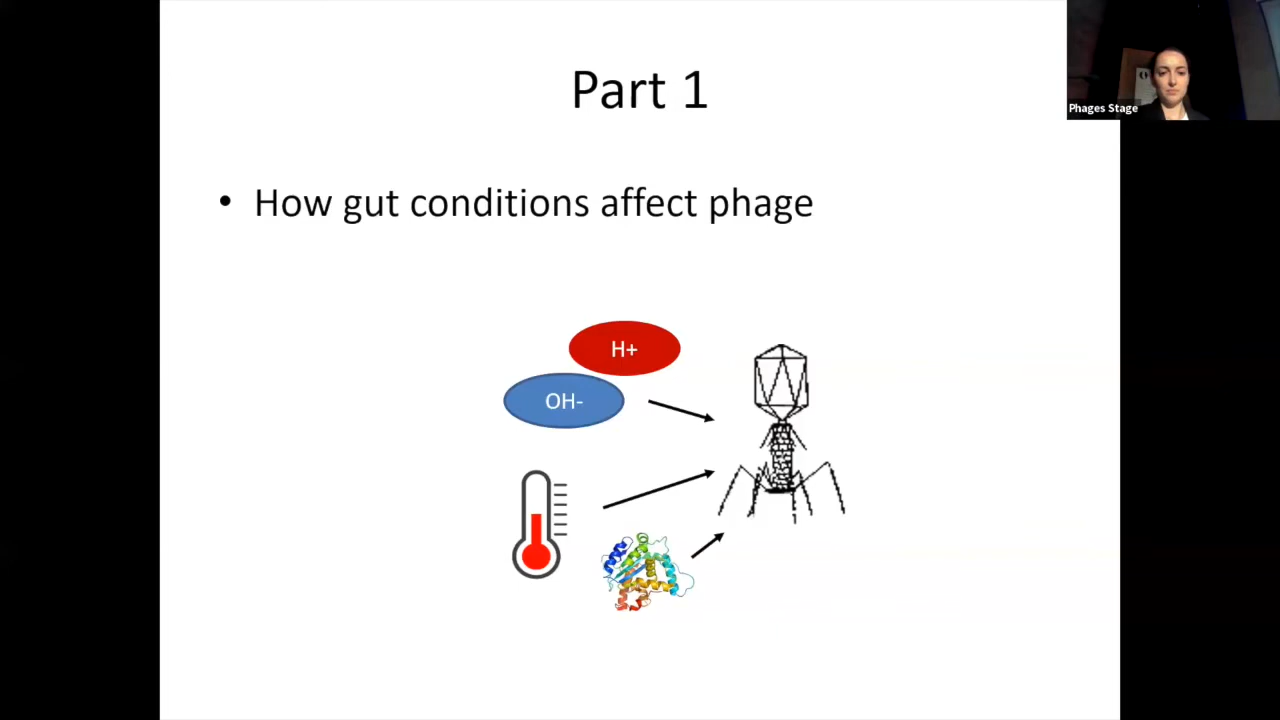 Part 1
Phages Stage
• How gut conditions affect phage
H+
OH-